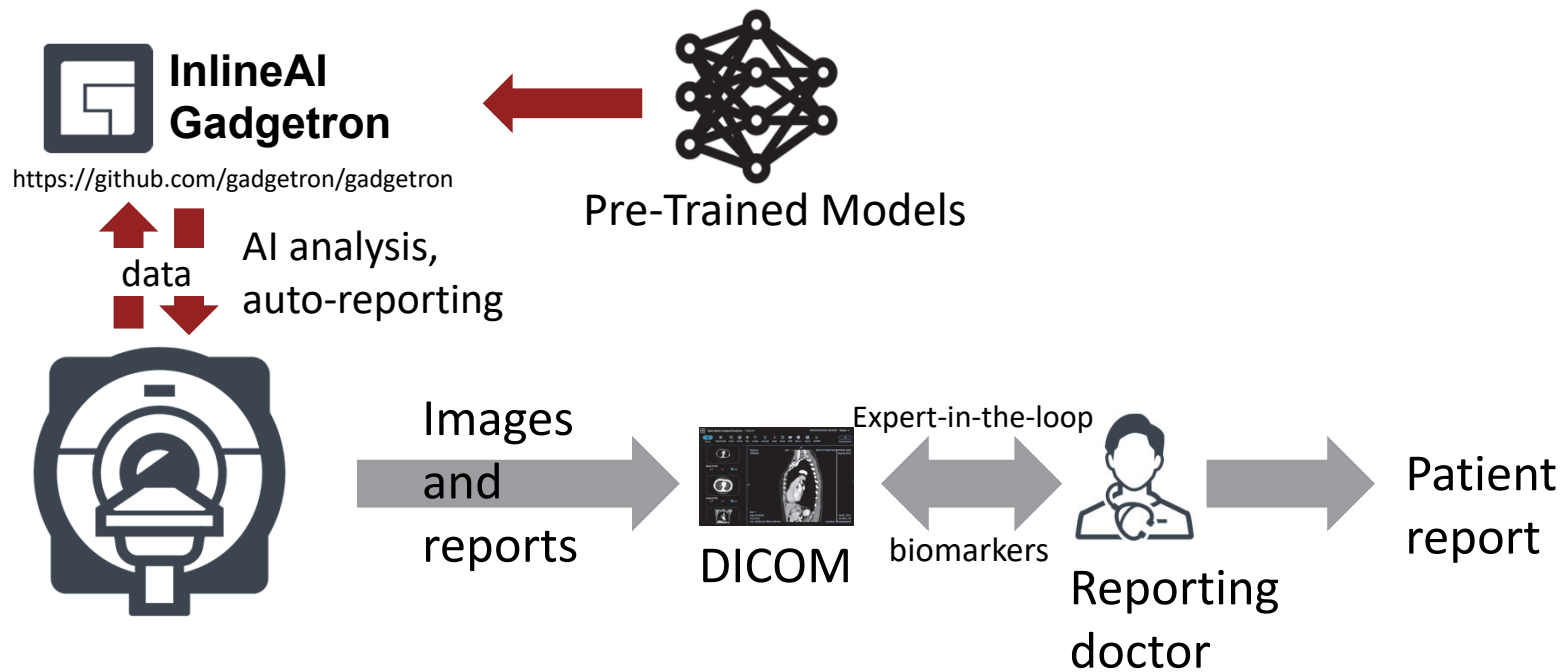 InlineAI
Gadgetron
https://github.com/gadgetron/gadgetron
Pre-Trained Models
data
AI analysis,
auto-reporting
Images
and
reports
DICOM
Expert-in-the-loop
biomarkers
Reporting
doctor
Patient
report